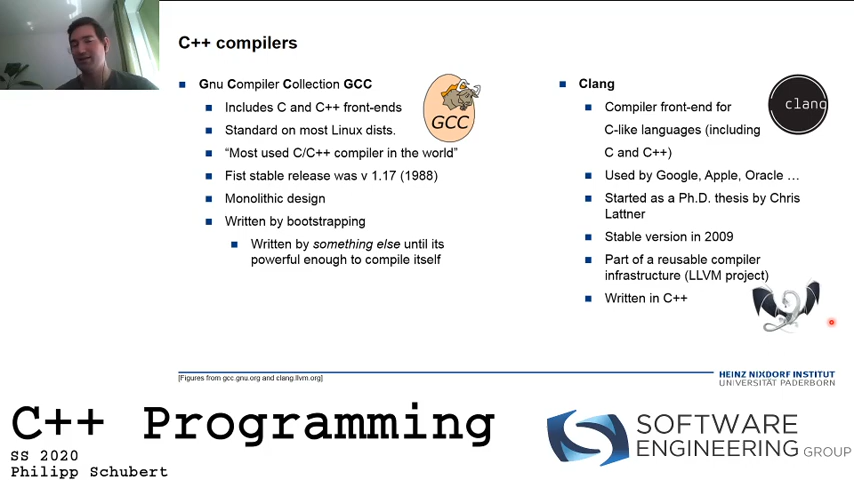 C++ compilers
Gnu Compiler Collection GCC
Includes C and C++ front-ends
Standard on most Linux dists.
“Most used C/C++ compiler in the world”
Fist stable release was v 1.17 (1988)
Monolithic design
Written by bootstrapping
Written by something else until its
powerful enough to compile itself
GCC
Clang
Compiler front-end for
C-like languages (including
C and C++)
Used by Google, Apple, Oracle …
Started as a Ph.D. thesis by Chris
Lattner
Stable version in 2009
Part of a reusable compiler
infrastructure (LLVM project)
Written in C++
clang
[Figures from gcc.gnu.org and clang.llvm.org]
HEINZ NIXDORF INSTITUT
UNIVERSITÄT PADERBORN
C++ Programming
SS 2020
Philipp Schubert
SOFTWARE
ENGINEERING GROUP